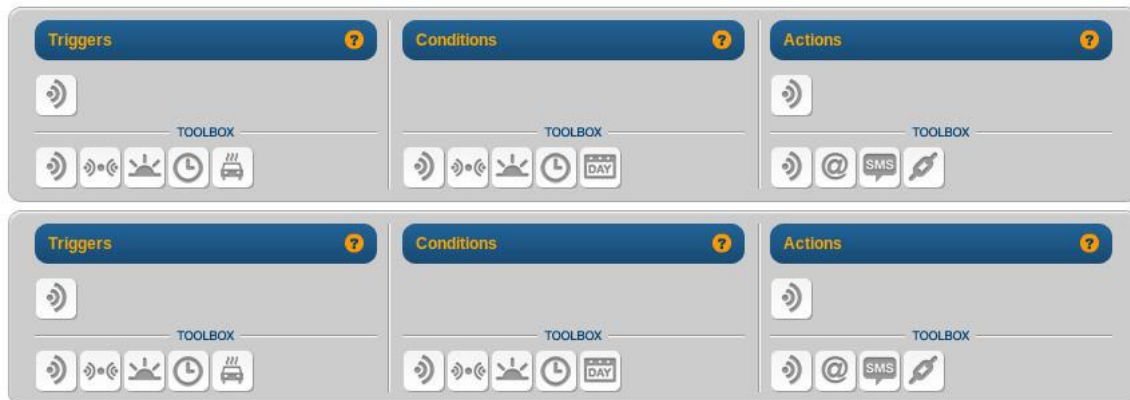 Triggers ? Conditions ? Actions ?
TOOLBOX TOOLBOX TOOLBOX
DAY @ SMS
Triggers ? Conditions ? Actions ?
TOOLBOX TOOLBOX TOOLBOX
DAY @ SMS